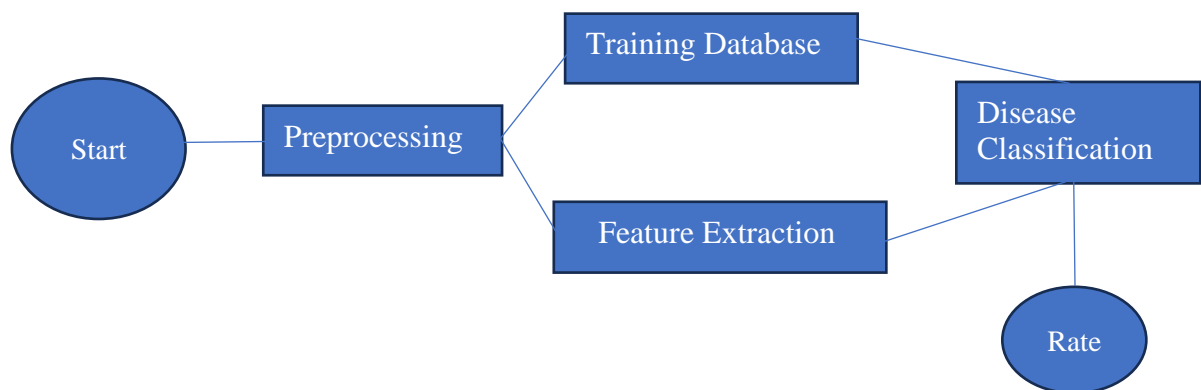 Start
Preprocessing
Training Database
Feature Extraction
Disease
Classification
Rate